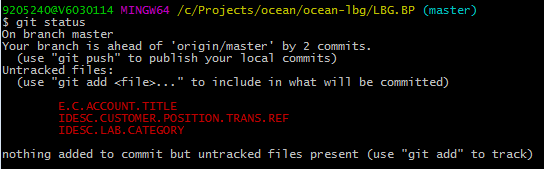 9205240@V6030114 MINGW64 /c/Projects/ocean/ocean-lbg/LBG.BP (master)
$ git status
On branch master
Your branch is ahead of 'origin/master' by 2 commits.
  (use "git push" to publish your local commits)
Untracked files:
  (use "git add <file>..." to include in what will be committed)

        E.C.ACCOUNT.TITLE
        IDESC.CUSTOMER.POSITION.TRANS.REF
        IDESC.LAB.CATEGORY

nothing added to commit but untracked files present (use "git add" to track)